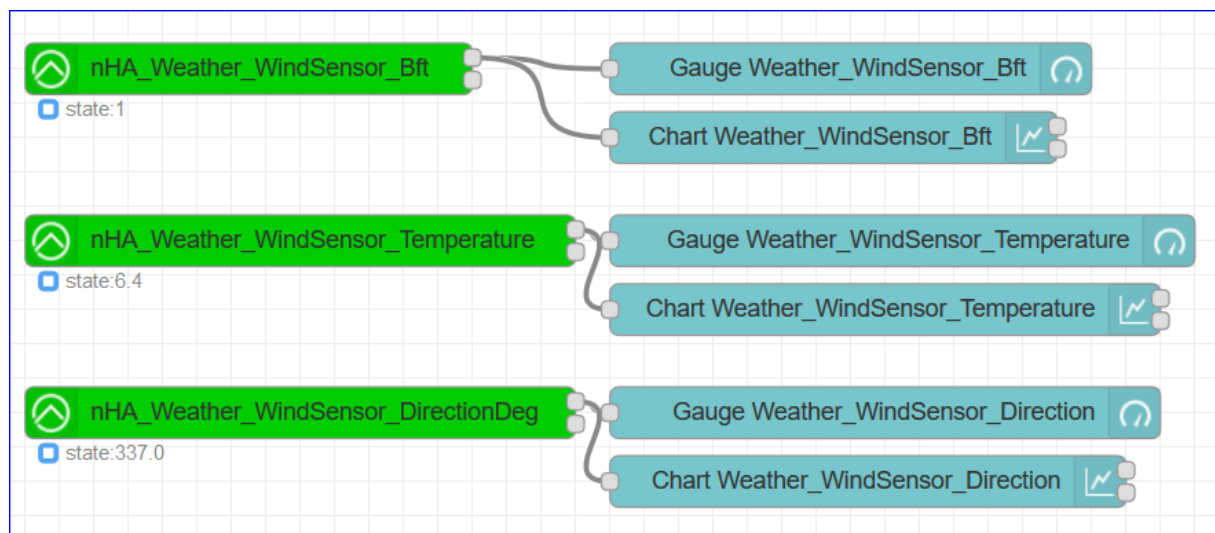 nHA_Weather_WindSensor_Bft
Gauge Weather_WindSensor_Bft
state:1
Chart Weather_WindSensor_Bft
nHA_Weather_WindSensor_Temperature
Gauge Weather_WindSensor_Temperature
state:6.4
Chart Weather_WindSensor_Temperature
nHA_Weather_WindSensor_DirectionDeg
Gauge Weather_WindSensor_Direction
state:337.0
Chart Weather_WindSensor_Direction